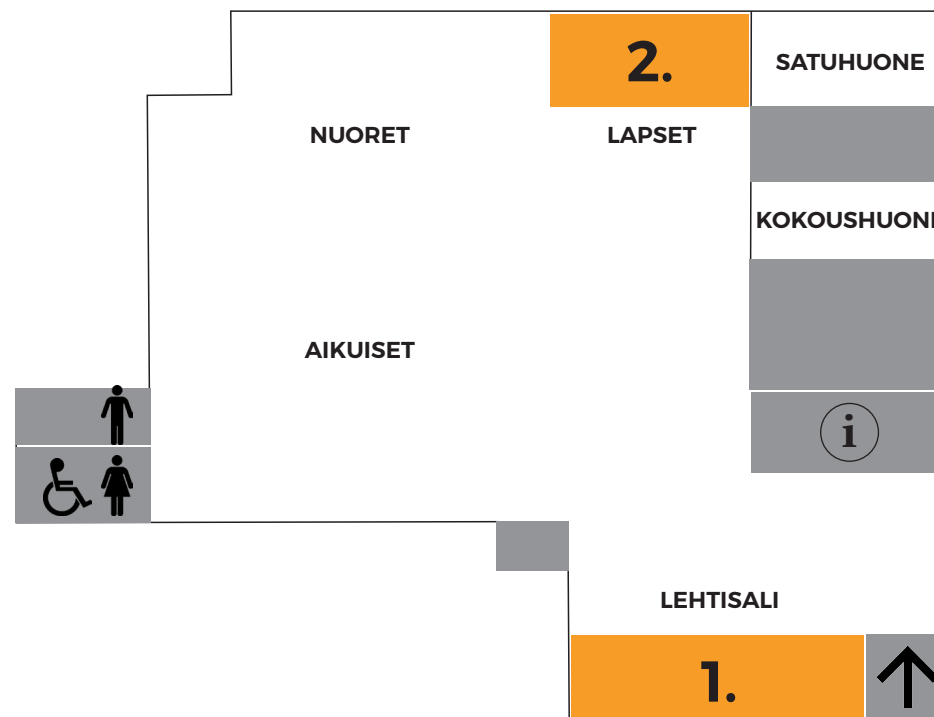 2.
SATUHUONE
NUORET
LAPSET
KOKOUSHUONE
AIKUISET
i
LEHTISALI
1.